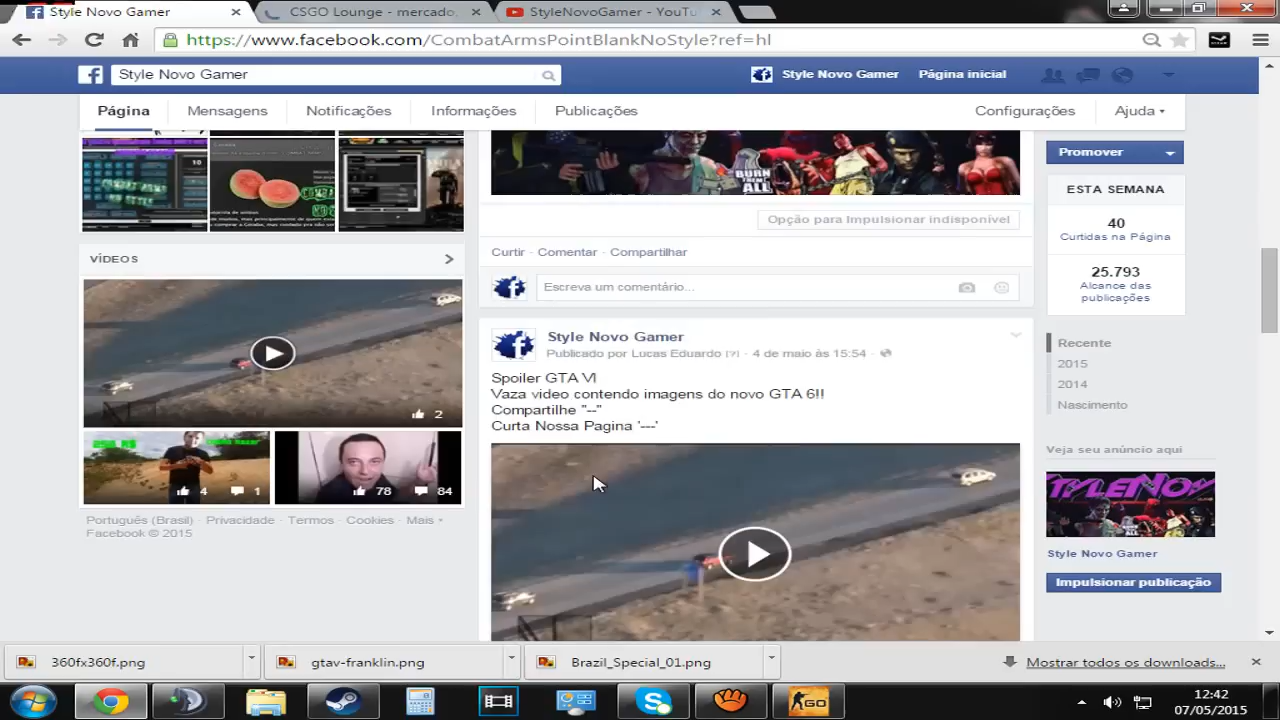 Style Novo Gamer
CSGO Lounge - mercado,
StyleNovoGamer - YouTu
https://www.facebook.com/CombatArmsPointBlankNoStyle?ref=hl
Style Novo Gamer
Style Novo Gamer
Página inicial
Página
Mensagens
Notificações
Informações
Publicações
Configurações
Ajuda
BURN
THEM
ALL
Opção para Impulsionar indisponível
Curtir · Comentar · Compartilhar
Escreva um comentário...
VÍDEOS
2
4
1
78
84
Português (Brasil) · Privacidade · Termos · Cookies · Mais
Facebook © 2015
Style Novo Gamer
Publicado por Lucas Eduardo [?] · 4 de maio às 15:54 ·
Spoiler GTA VI
Vaza video contendo imagens do novo GTA 6!!
Compartilhe "--"
Curta Nossa Pagina '---'
Promover
ESTA SEMANA
40
Curtidas na Página
25.793
Alcance das
publicações
Recente
2015
2014
Nascimento
Veja seu anúncio aqui
TYLENOV
Style Novo Gamer
Impulsionar publicação
360fx360f.png
gtav-franklin.png
Brazil_Special_01.png
Mostrar todos os downloads...
GO
12:42
07/05/2015